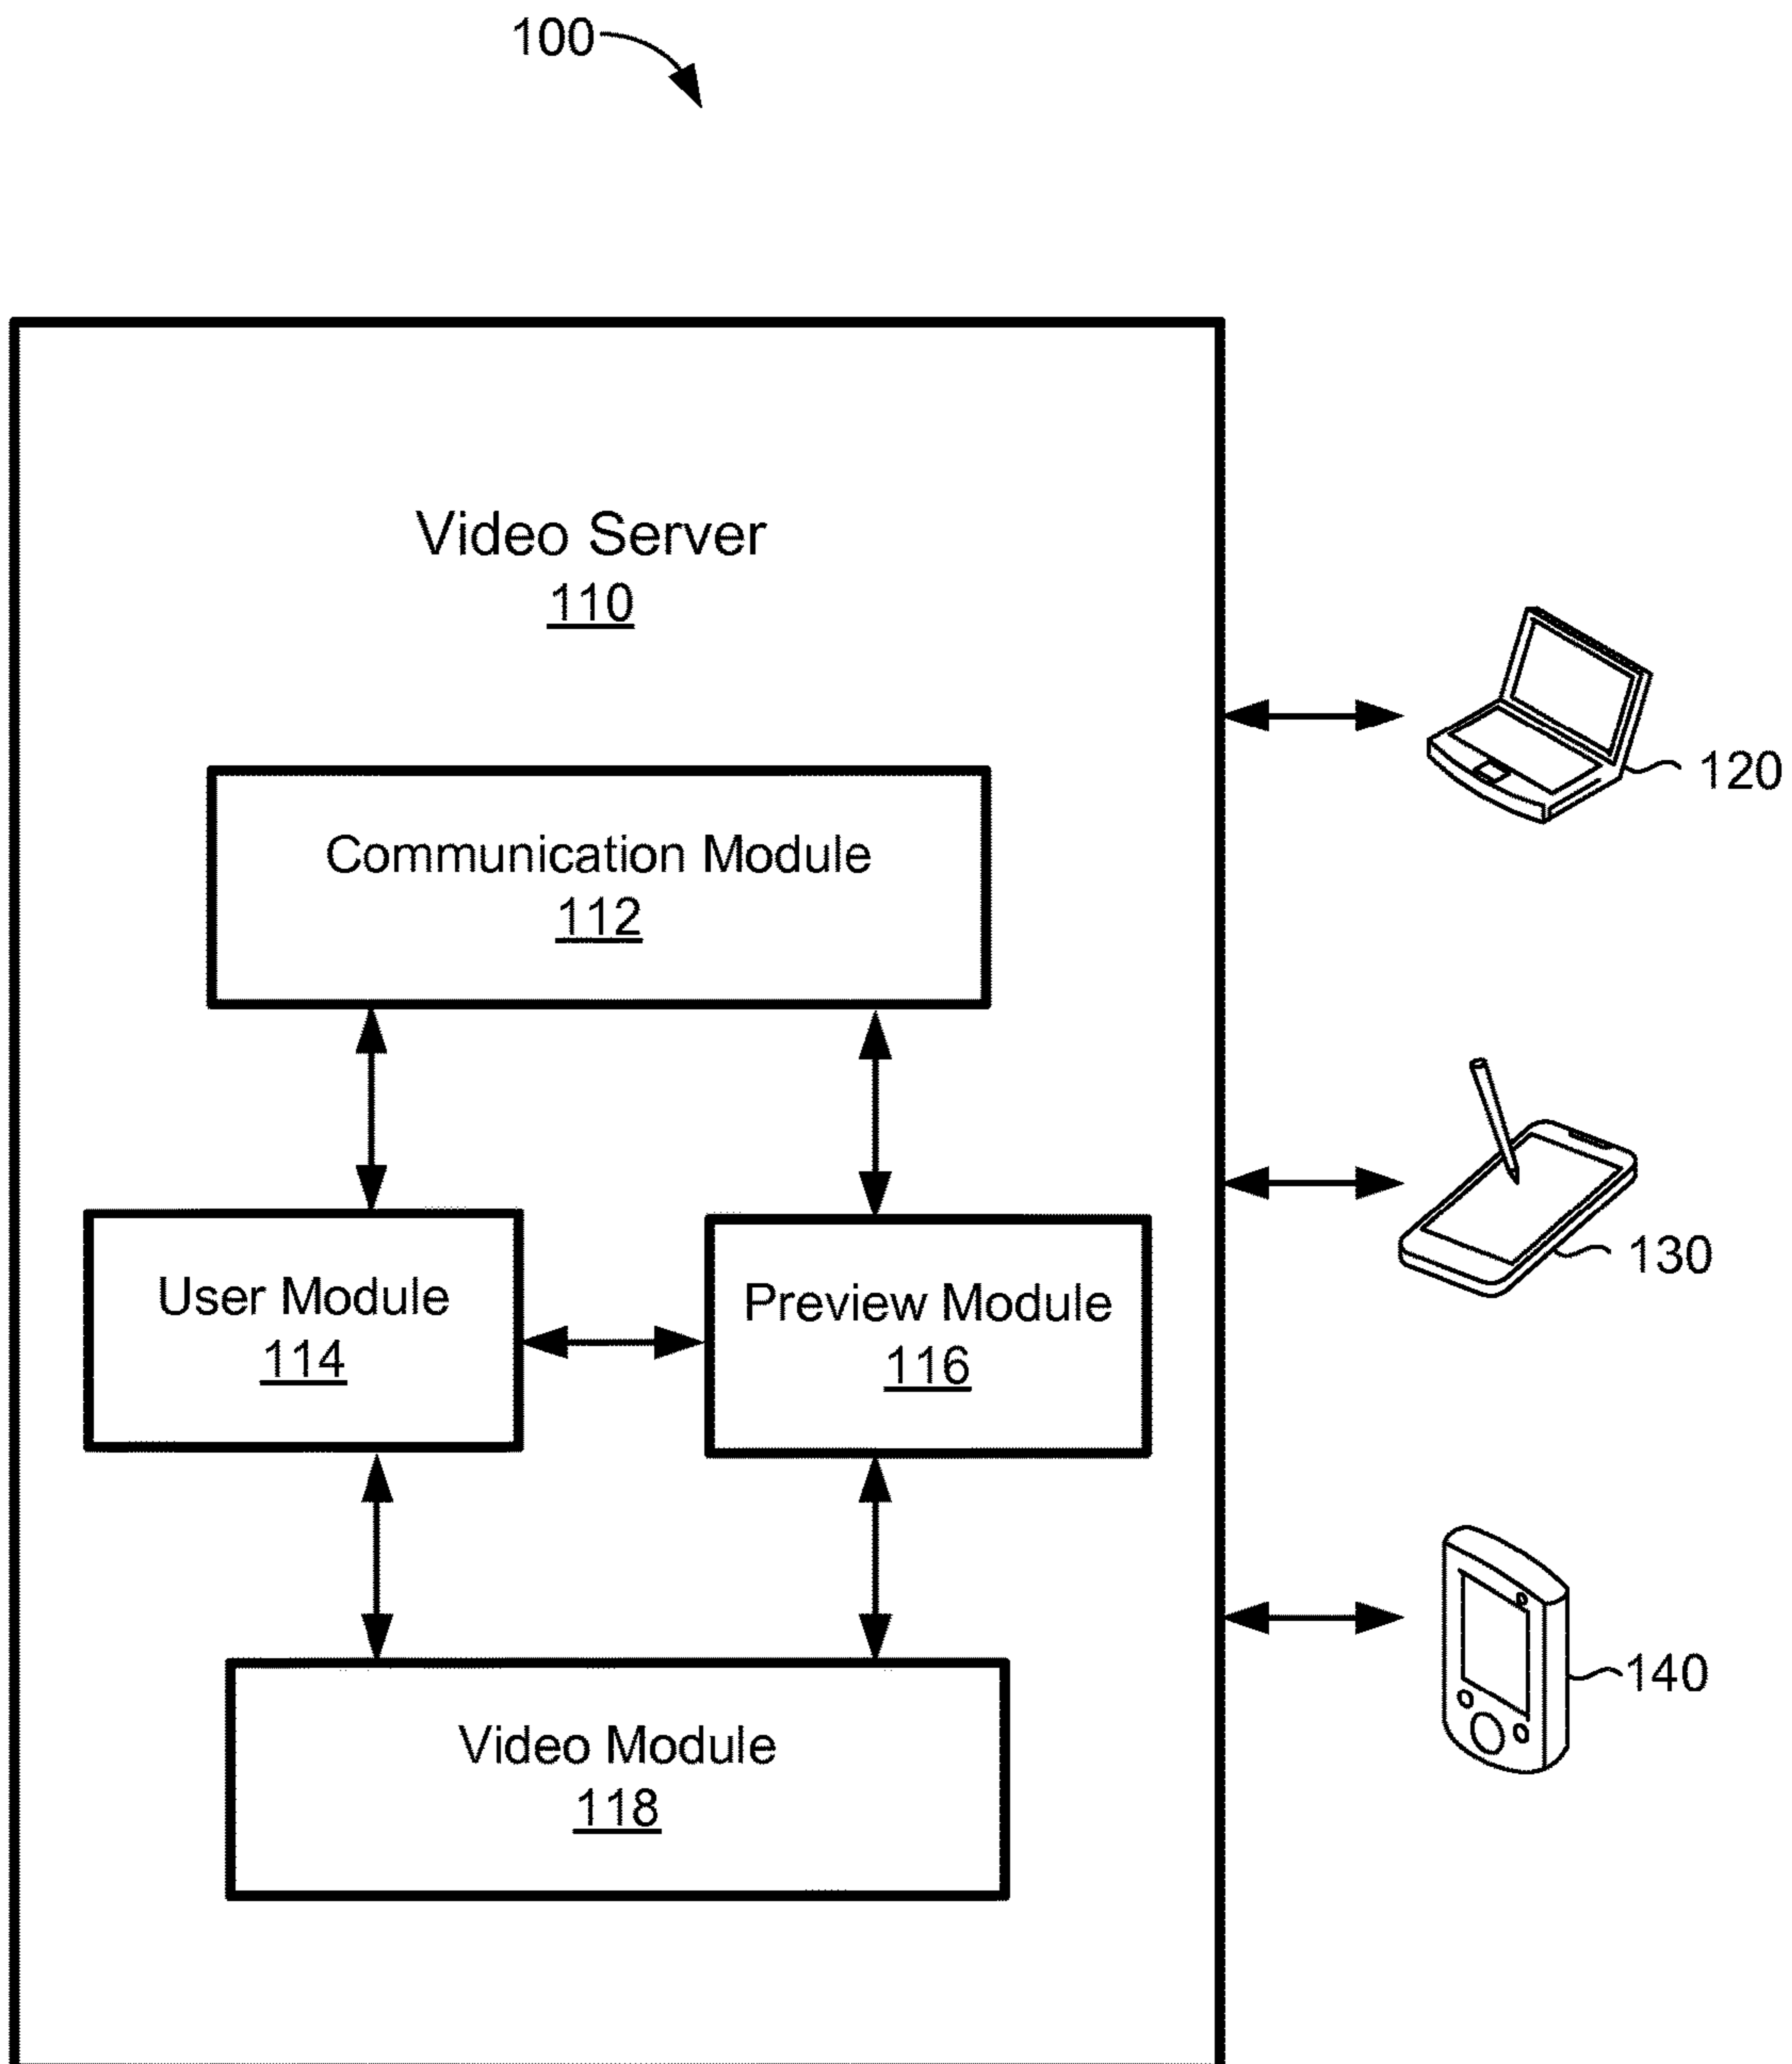 100
Video Server
110
Communication Module
112
User Module
114
Preview Module
116
Video Module
118
120
130
140